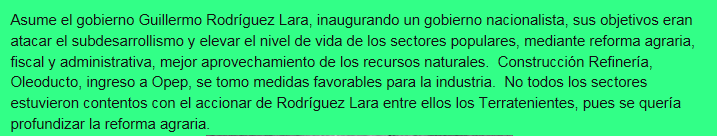 Asume el gobierno Guillermo Rodríguez Lara, inaugurando un gobierno nacionalista, sus objetivos eran
atacar el subdesarrollismo y elevar el nivel de vida de los sectores populares, mediante reforma agraria,
fiscal y administrativa, mejor aprovechamiento de los recursos naturales.  Construcción Refinería,
Oleoducto, ingreso a Opep, se tomo medidas favorables para la industria.  No todos los sectores
estuvieron contentos con el accionar de Rodríguez Lara entre ellos los Terratenientes, pues se quería
profundizar la reforma agraria.